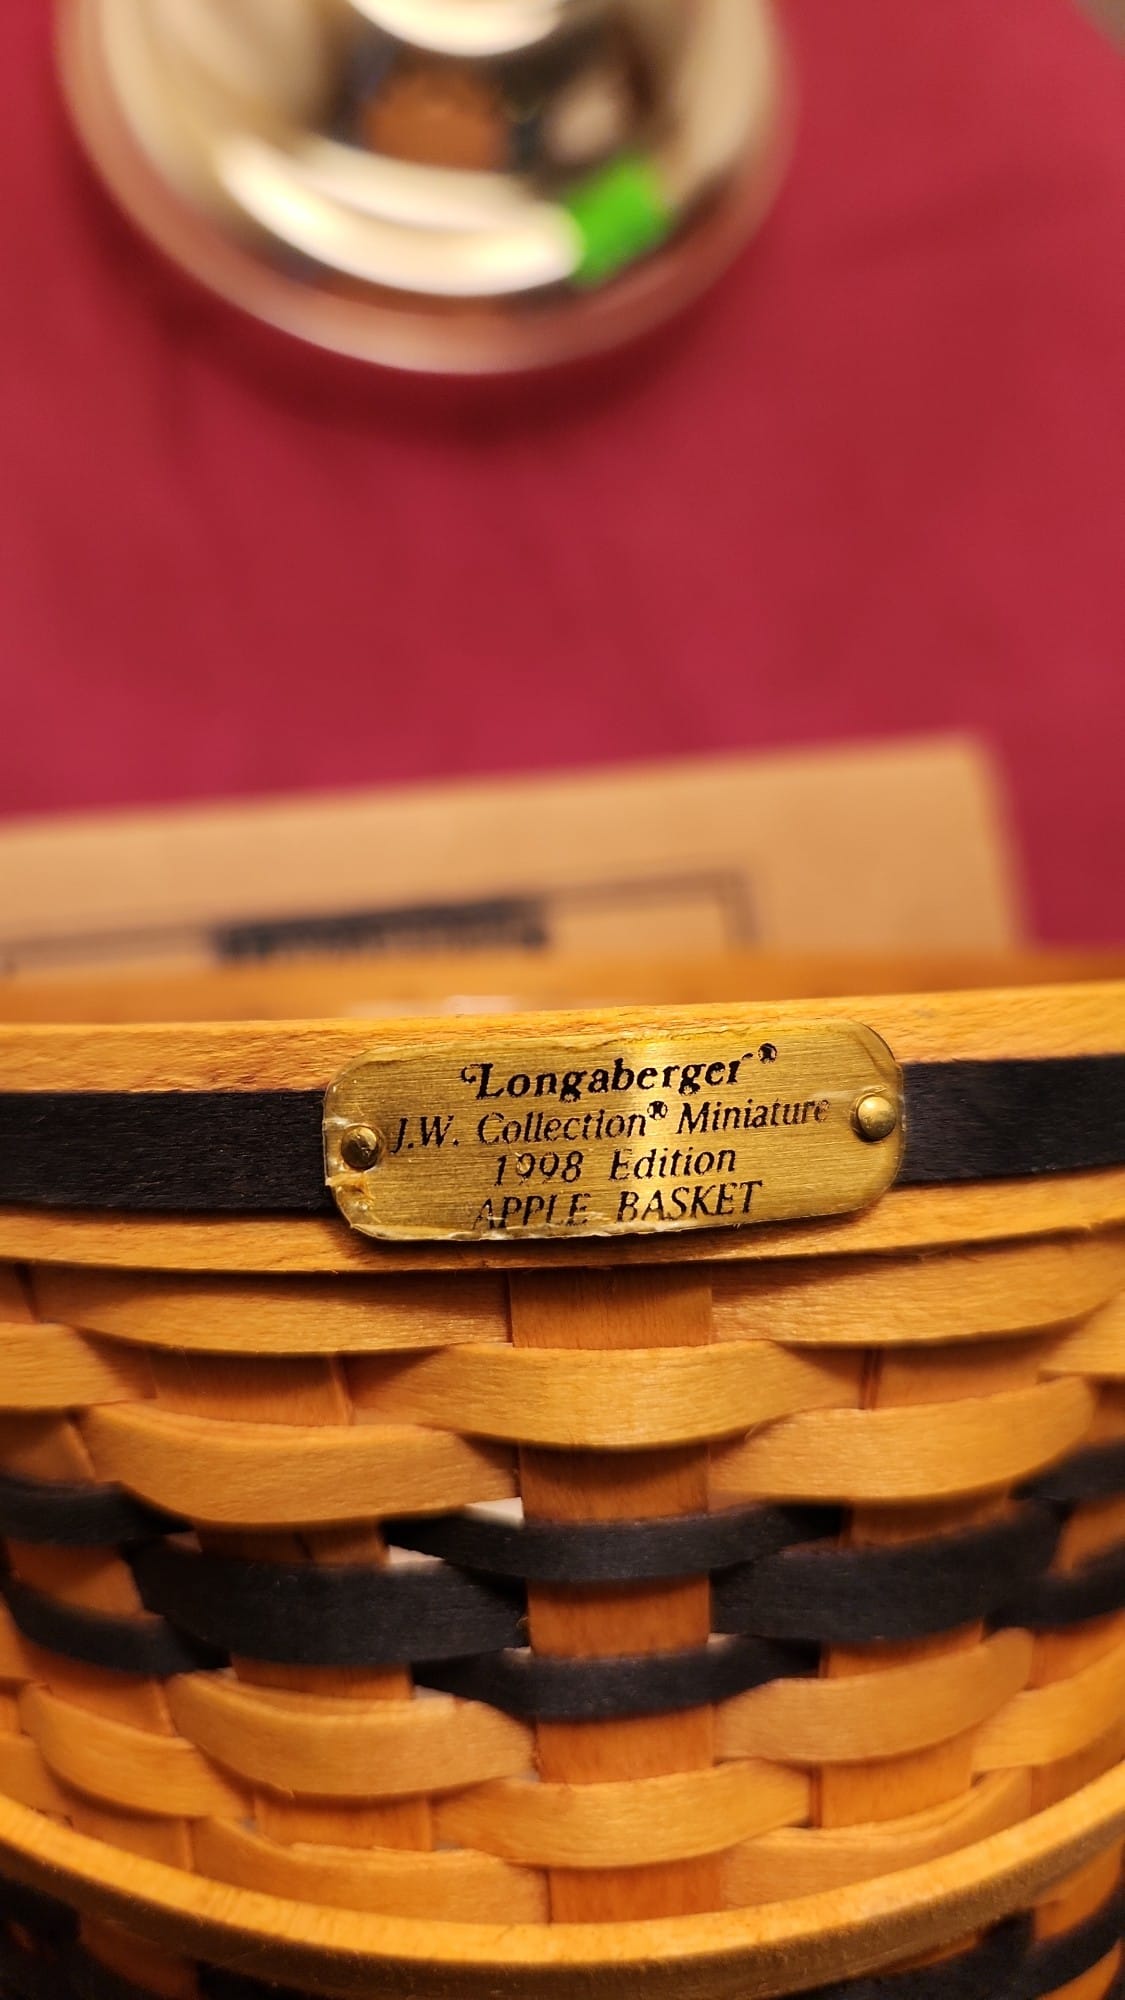 Longaberger®
J.W. Collection® Miniature
1998 Edition
APPLE BASKET